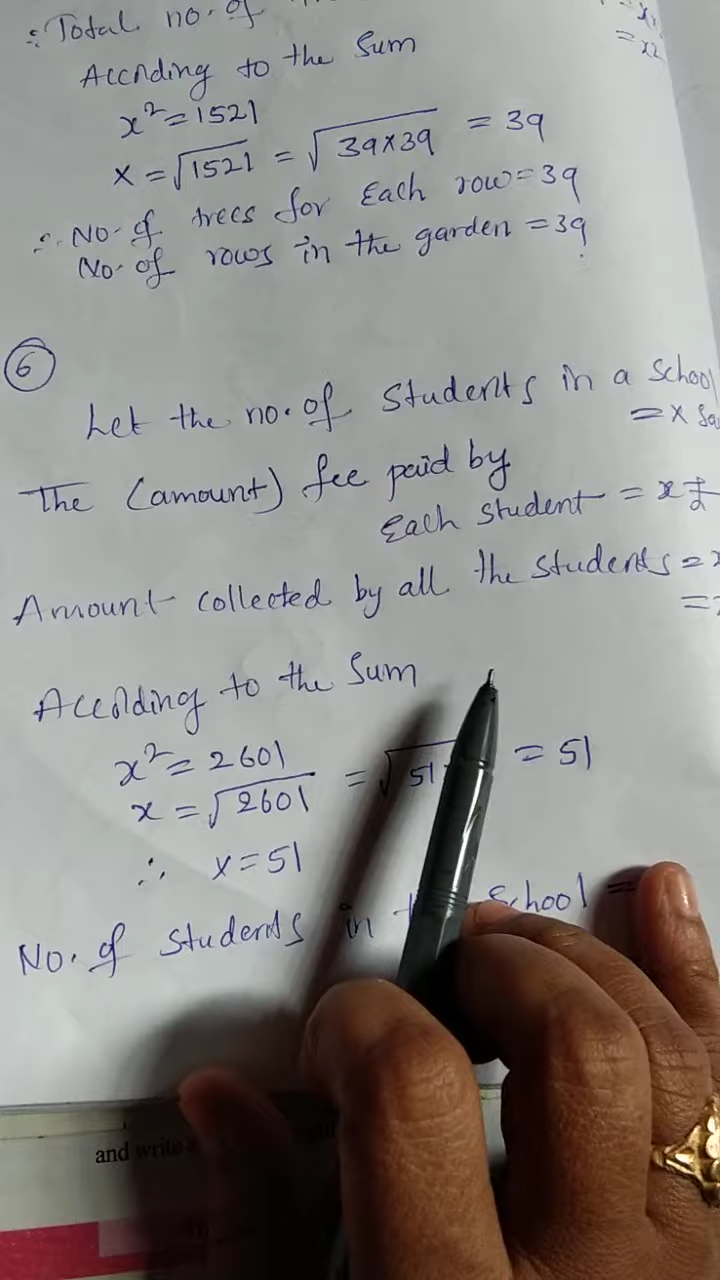 ∴ Total no. of
= x²
According to the Sum
x² = 1521
x = √1521 = √39×39 = 39
∴ No. of trees for Each row = 39
No. of rows in the garden = 39
6
Let the no. of Students in a School
= x say
The (amount) fee paid by
Each Student = x ₹
Amount collected by all the students =
=
According to the Sum
x² = 2601
x = √2601 = √51 = 51
∴ x = 51
No. of Students in School =
and write